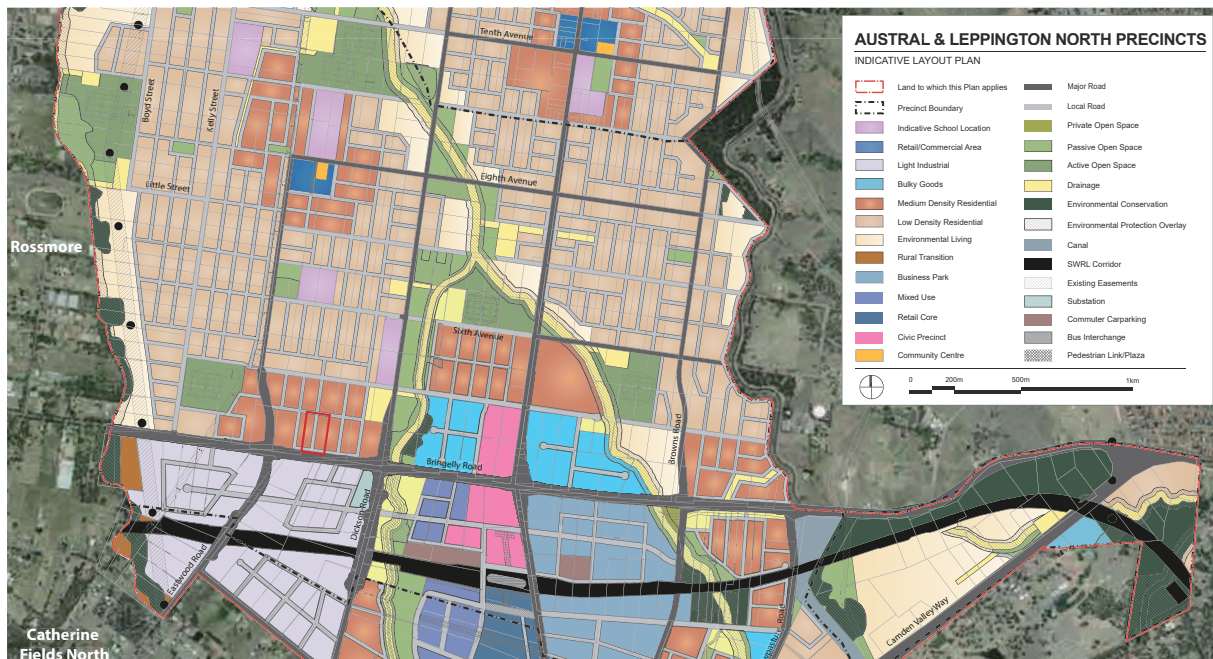 AUSTRAL & LEPPINGTON NORTH PRECINCTS
INDICATIVE LAYOUT PLAN
Land to which this Plan applies
Precinct Boundary
Indicative School Location
Retail/Commercial Area
Light Industrial
Bulky Goods
Medium Density Residential
Low Density Residential
Environmental Living
Rural Transition
Business Park
Mixed Use
Retail Core
Civic Precinct
Community Centre
Major Road
Local Road
Private Open Space
Passive Open Space
Active Open Space
Drainage
Environmental Conservation
Environmental Protection Overlay
Canal
SWRL Corridor
Existing Easements
Substation
Commuter Carparking
Bus Interchange
Pedestrian Link/Plaza
0 200m 500m 1km
Tenth Avenue
Boyd Street
Kelly Street
Little Street
Eighth Avenue
Rossmore
Sixth Avenue
Browns Road
Bringelly Road
Dickson Road
Eastwood Road
Camden Valley Way
Catherine
Fields North